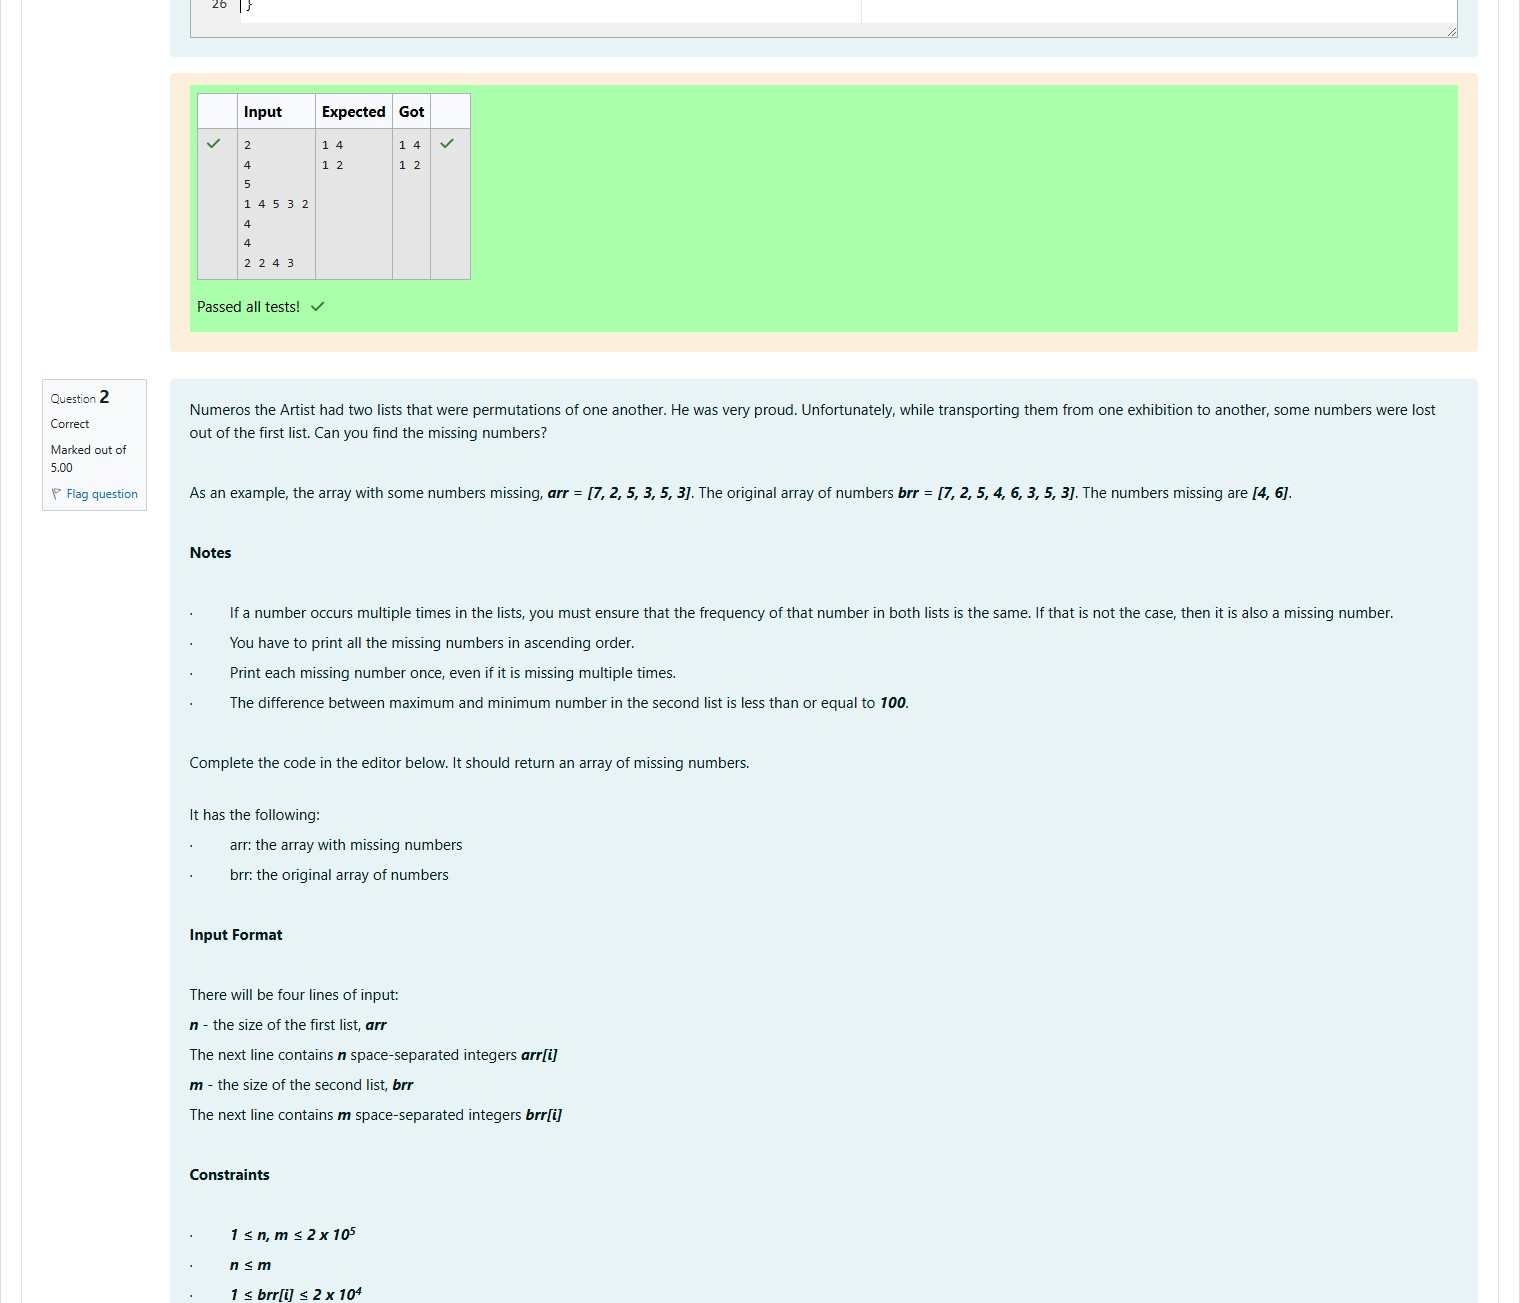 26 }
Input Expected Got
2 1 4 1 4
4 1 2 1 2
5
1 4 5 3 2
4
4
2 2 4 3
Passed all tests!
Question 2
Correct
Marked out of
5.00
Flag question
Numeros the Artist had two lists that were permutations of one another. He was very proud. Unfortunately, while transporting them from one exhibition to another, some numbers were lost
out of the first list. Can you find the missing numbers?
As an example, the array with some numbers missing, arr = [7, 2, 5, 3, 5, 3]. The original array of numbers brr = [7, 2, 5, 4, 6, 3, 5, 3]. The numbers missing are [4, 6].
Notes
· If a number occurs multiple times in the lists, you must ensure that the frequency of that number in both lists is the same. If that is not the case, then it is also a missing number.
· You have to print all the missing numbers in ascending order.
· Print each missing number once, even if it is missing multiple times.
· The difference between maximum and minimum number in the second list is less than or equal to 100.
Complete the code in the editor below. It should return an array of missing numbers.
It has the following:
· arr: the array with missing numbers
· brr: the original array of numbers
Input Format
There will be four lines of input:
n - the size of the first list, arr
The next line contains n space-separated integers arr[i]
m - the size of the second list, brr
The next line contains m space-separated integers brr[i]
Constraints
· 1 ≤ n, m ≤ 2 x 10⁵
· n ≤ m
· 1 ≤ brr[i] ≤ 2 x 10⁴